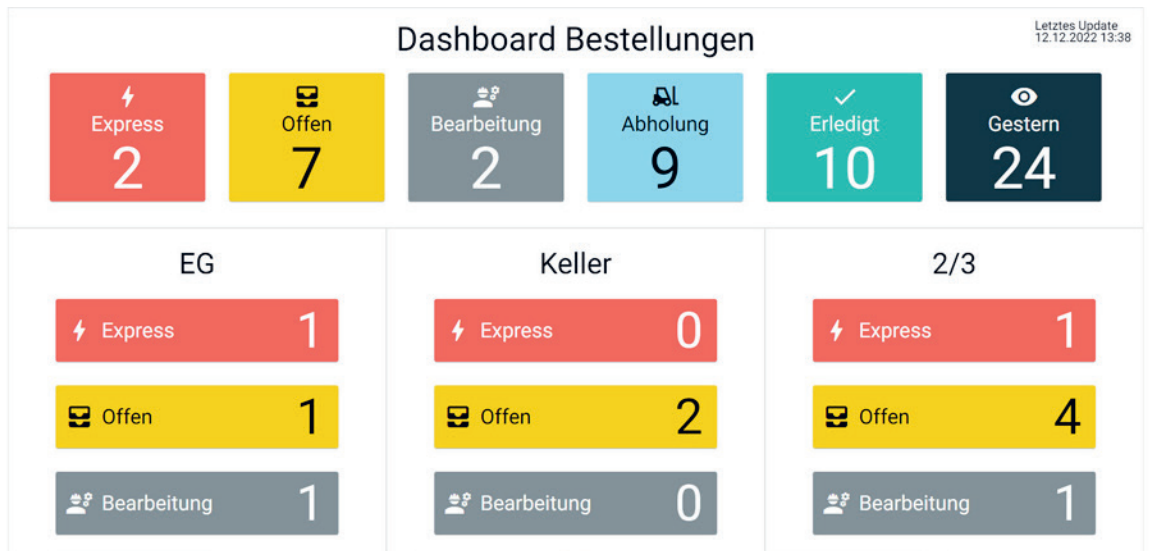 Dashboard Bestellungen
Letztes Update
12.12.2022 13:38
Express
2
Offen
7
Bearbeitung
2
Abholung
9
Erledigt
10
Gestern
24
EG
Express 1
Offen 1
Bearbeitung 1
Keller
Express 0
Offen 2
Bearbeitung 0
2/3
Express 1
Offen 4
Bearbeitung 1